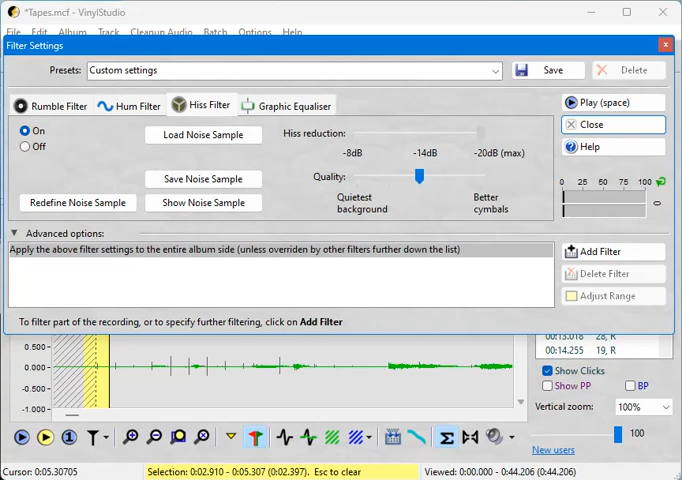 *Tapes.mcf - VinylStudio
File Edit Album Track Cleanup Audio Batch Options Help
Filter Settings
Presets: Custom settings Save Delete
Rumble Filter Hum Filter Hiss Filter Graphic Equaliser Play (space)
On Load Noise Sample Hiss reduction: Close
Off -8dB -14dB -20dB (max) Help
Save Noise Sample Quality: 0 25 50 75 100
Redefine Noise Sample Show Noise Sample Quietest background Better cymbals 0
Advanced options:
Apply the above filter settings to the entire album side (unless overriden by other filters further down the list) Add Filter
Delete Filter
Adjust Range
To filter part of the recording, or to specify further filtering, click on Add Filter
00:13.018 28, R
0.500 00:14.255 19, R
0.000 Show Clicks
-0.500 Show PP BP
-1.000 Vertical zoom: 100%
100
New users
Cursor: 0:05.30705 Selection: 0:02.910 - 0:05.307 (0:02.397). Esc to clear Viewed: 0:00.000 - 0:44.206 (0:44.206)